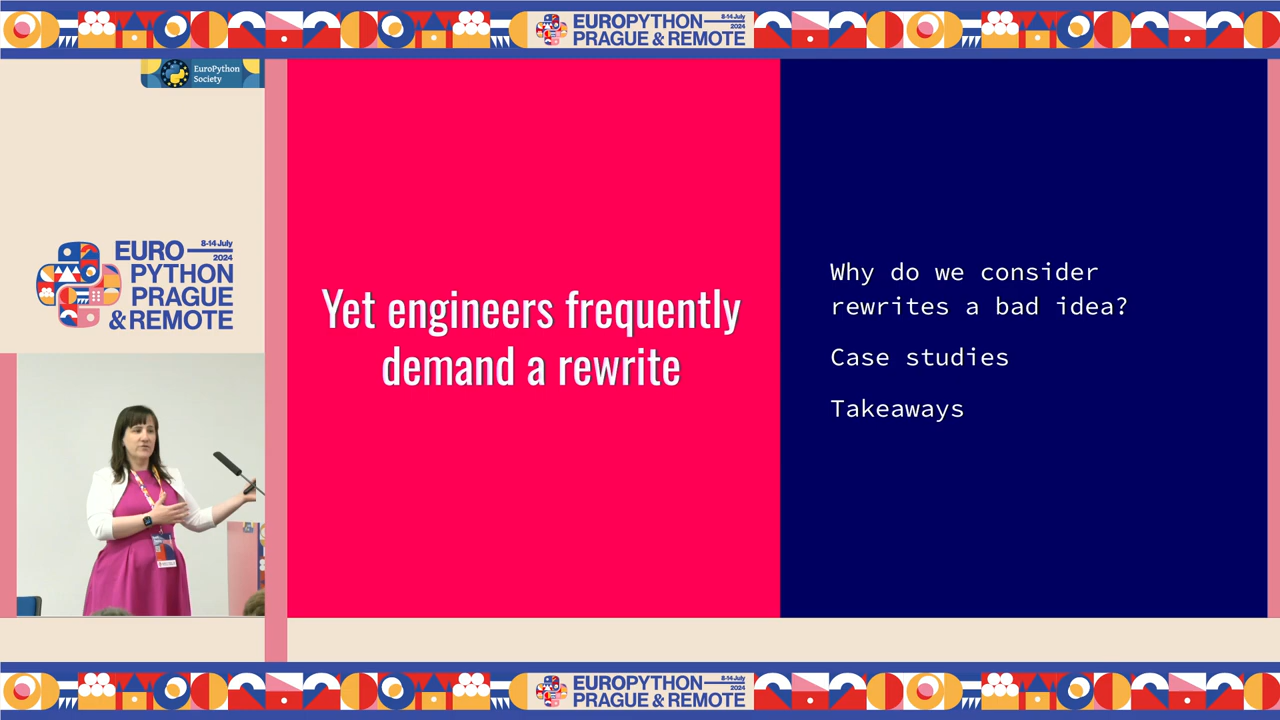 EUROPYTHON
8-14 July
2024
PRAGUE & REMOTE
EuroPython
Society
EURO
8-14 July
2024
PYTHON
PRAGUE
& REMOTE
Yet engineers frequently
demand a rewrite
Why do we consider
rewrites a bad idea?
Case studies
Takeaways
EUROPYTHON
8-14 July
2024
PRAGUE & REMOTE